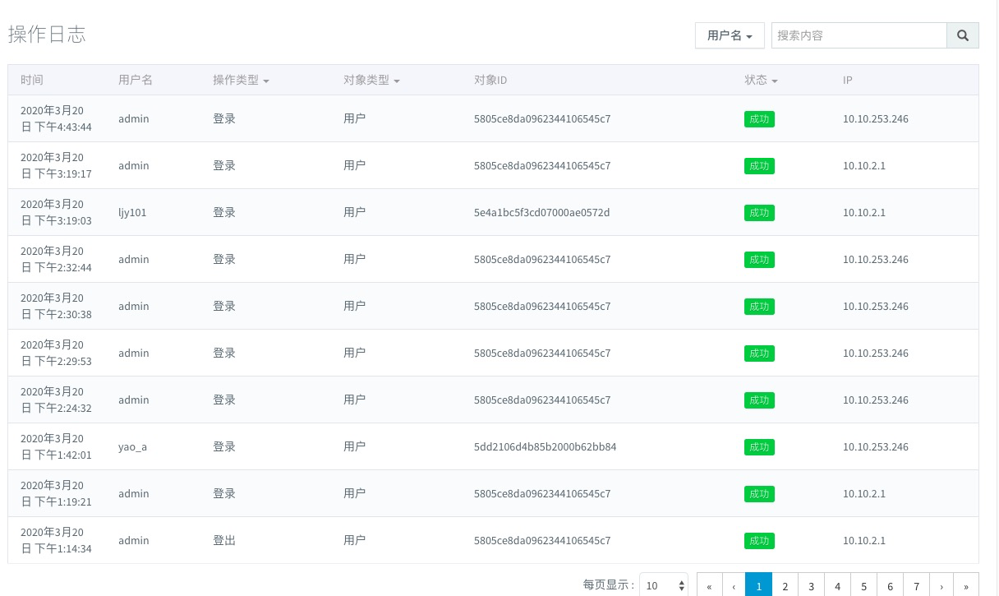 操作日志
用户名
搜索内容
时间 用户名 操作类型 对象类型 对象ID 状态 IP
2020年3月20
日 下午4:43:44 admin 登录 用户 5805ce8da0962344106545c7 成功 10.10.253.246
2020年3月20
日 下午3:19:17 admin 登录 用户 5805ce8da0962344106545c7 成功 10.10.2.1
2020年3月20
日 下午3:19:03 ljy101 登录 用户 5e4a1bc5f3cd07000ae0572d 成功 10.10.2.1
2020年3月20
日 下午2:32:44 admin 登录 用户 5805ce8da0962344106545c7 成功 10.10.253.246
2020年3月20
日 下午2:30:38 admin 登录 用户 5805ce8da0962344106545c7 成功 10.10.253.246
2020年3月20
日 下午2:29:53 admin 登录 用户 5805ce8da0962344106545c7 成功 10.10.253.246
2020年3月20
日 下午2:24:32 admin 登录 用户 5805ce8da0962344106545c7 成功 10.10.253.246
2020年3月20
日 下午1:42:01 yao_a 登录 用户 5dd2106d4b85b2000b62bb84 成功 10.10.253.246
2020年3月20
日 下午1:19:21 admin 登录 用户 5805ce8da0962344106545c7 成功 10.10.2.1
2020年3月20
日 下午1:14:34 admin 登出 用户 5805ce8da0962344106545c7 成功 10.10.2.1
每页显示 : 10 « ‹ 1 2 3 4 5 6 7 › »